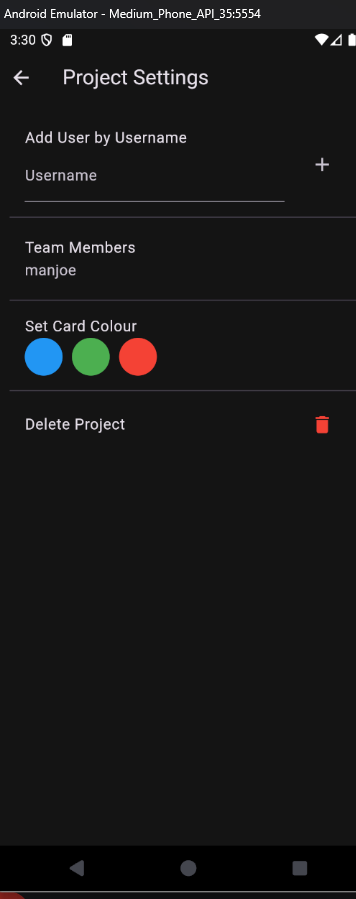 Android Emulator - Medium_Phone_API_35:5554
3:30
Project Settings
Add User by Username
Username
Team Members
manjoe
Set Card Colour
Delete Project